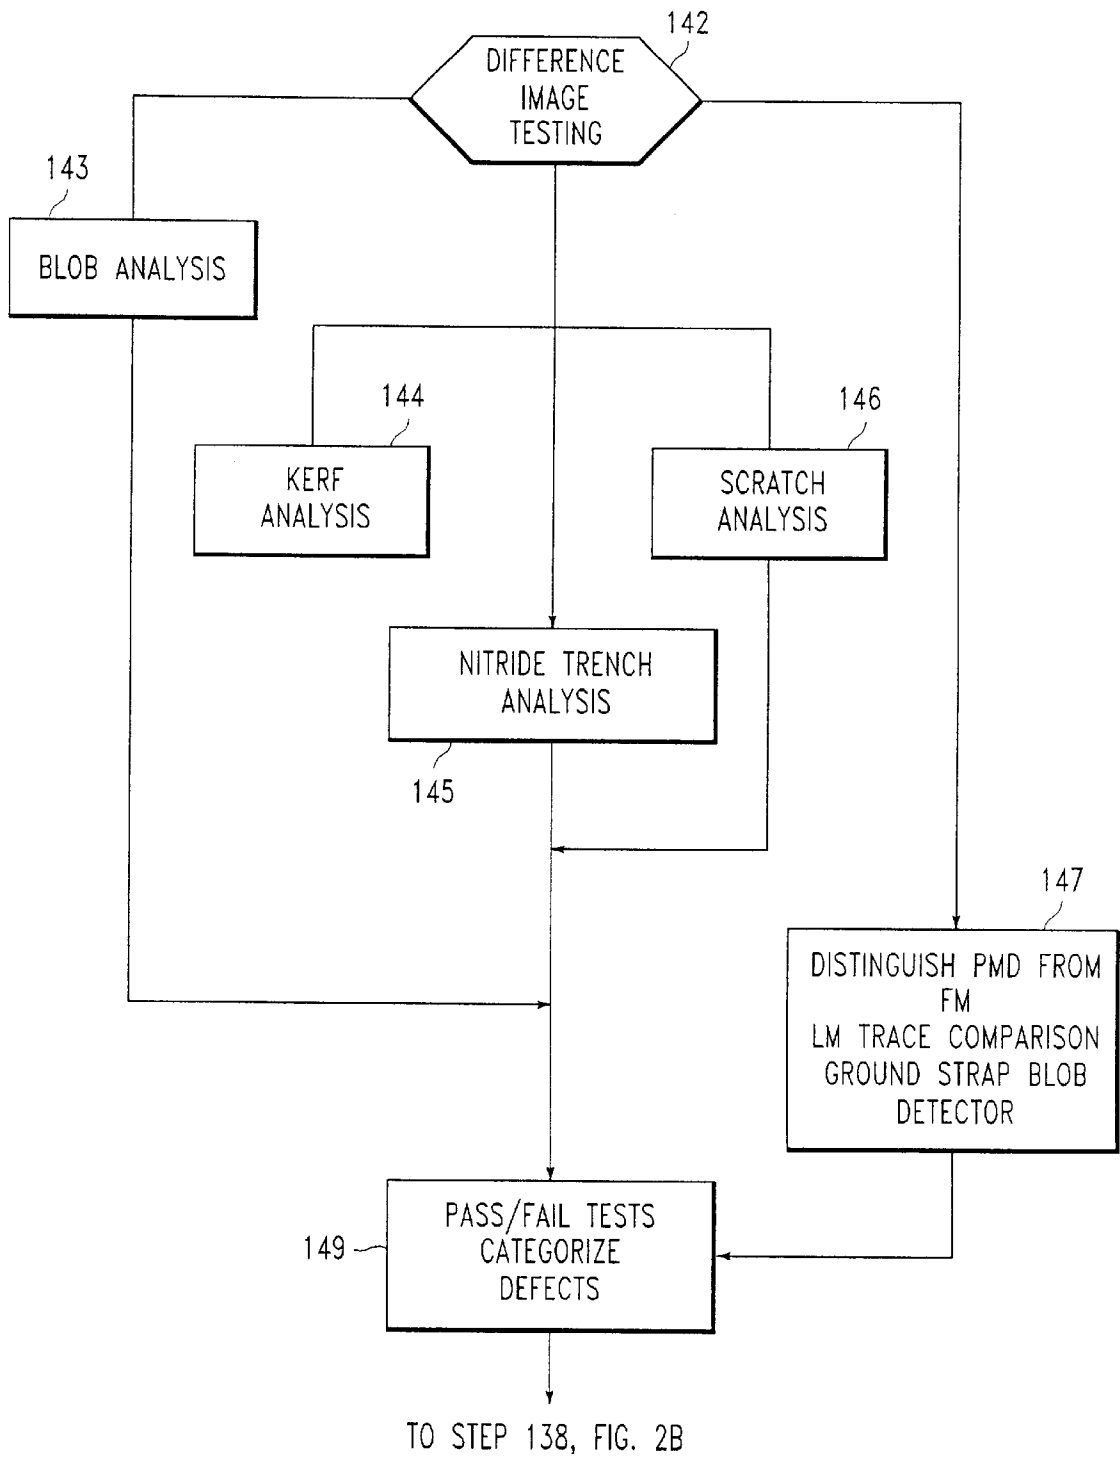 142
DIFFERENCE
IMAGE
TESTING
143
BLOB ANALYSIS
144
KERF
ANALYSIS
146
SCRATCH
ANALYSIS
NITRIDE TRENCH
ANALYSIS
145
147
DISTINGUISH PMD FROM
FM
LM TRACE COMPARISON
GROUND STRAP BLOB
DETECTOR
149
PASS/FAIL TESTS
CATEGORIZE
DEFECTS
TO STEP 138, FIG. 2B